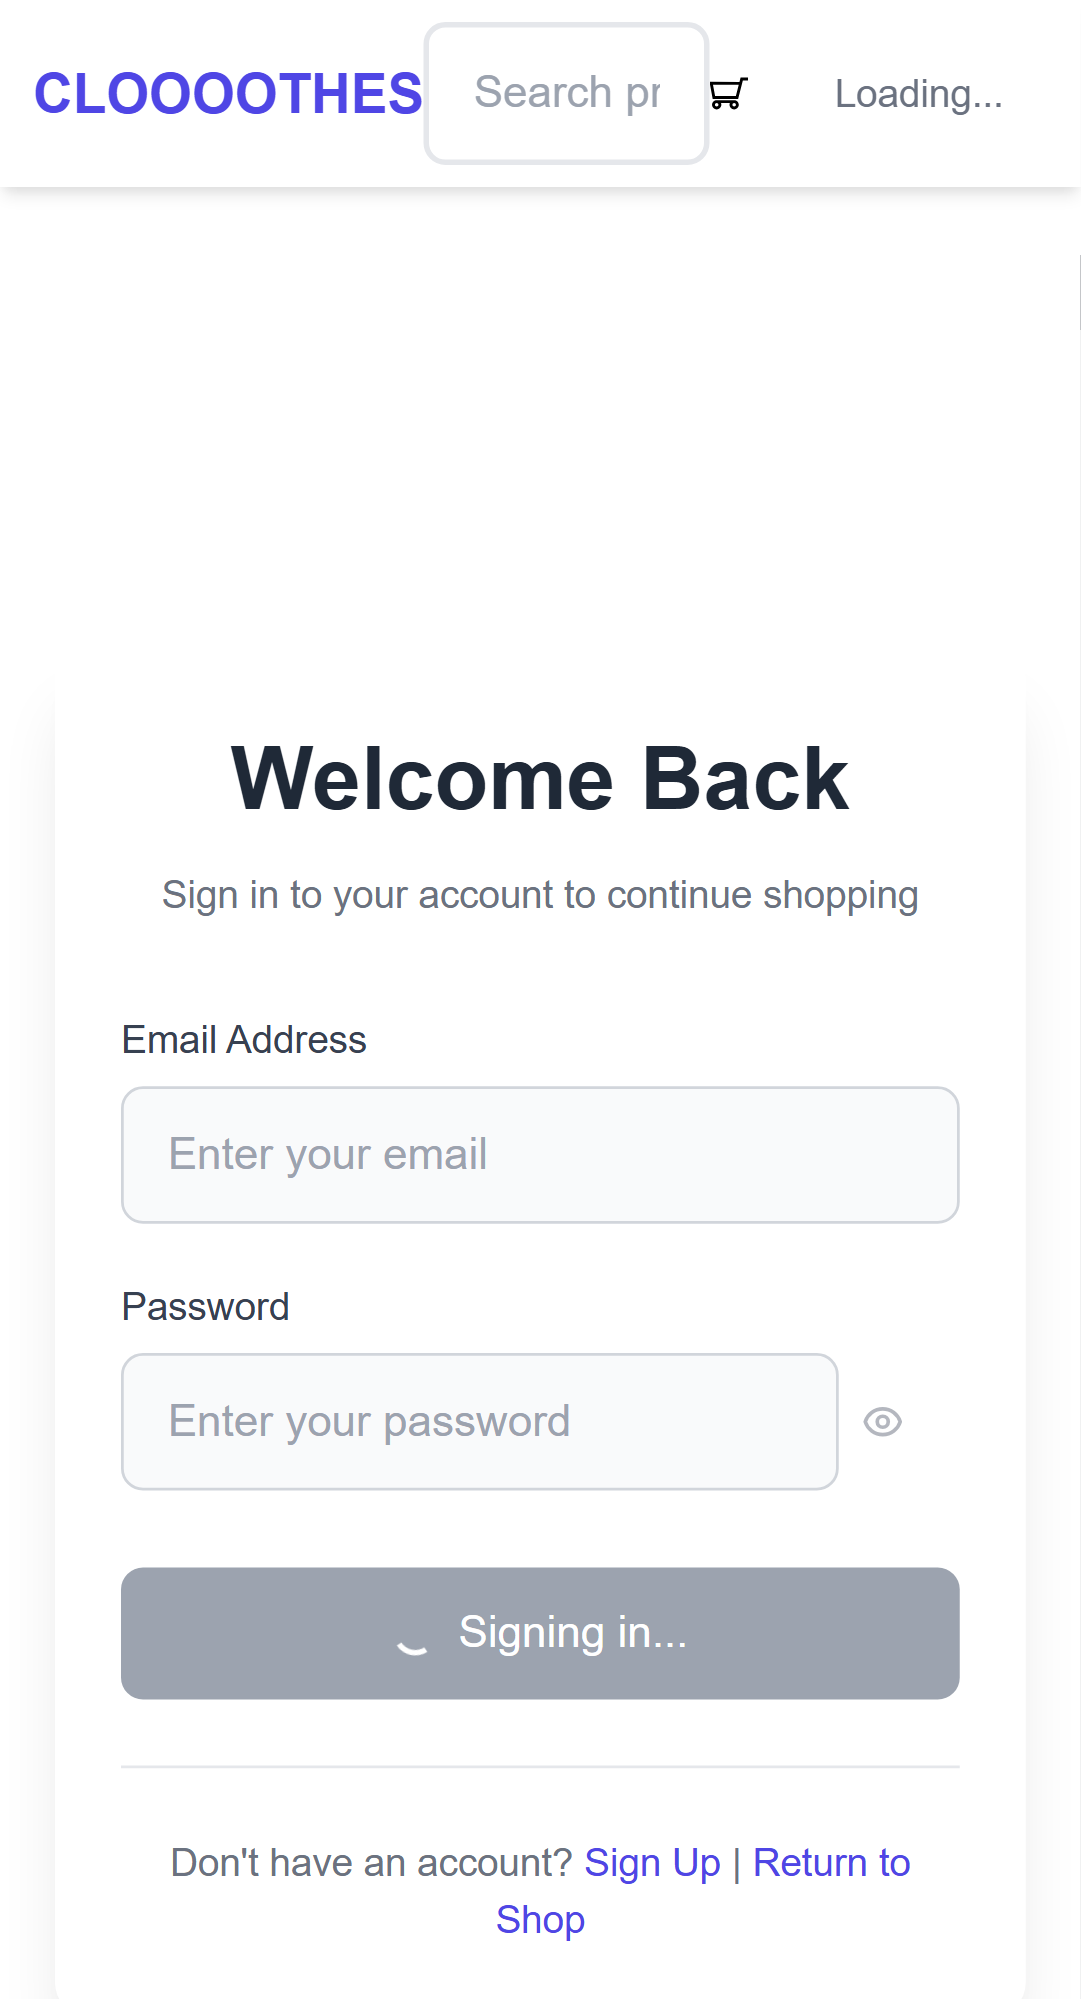 CLOOOOTHES
Search pr
Loading...
Welcome Back
Sign in to your account to continue shopping
Email Address
Enter your email
Password
Enter your password
Signing in...
Don't have an account? Sign Up | Return to
Shop